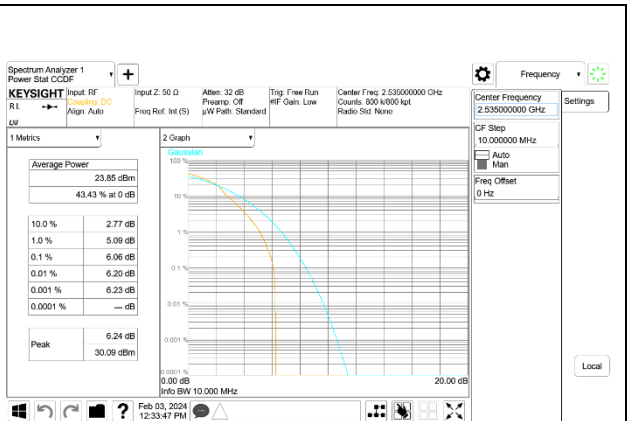 Spectrum Analyzer 1
Power Stat CCDF
Frequency
KEYSIGHT
Input: RF
Coupling: DC
Align: Auto
Input Z: 50 Ω
Freq Ref: Int (S)
Atten: 32 dB
Preamp: Off
µW Path: Standard
Trig: Free Run
#IF Gain: Low
Center Freq: 2.535000000 GHz
Counts: 800 k/800 kpt
Radio Std: None
R L
Center Frequency
2.535000000 GHz
Settings
CF Step
10.000000 MHz
Auto
Man
Freq Offset
0 Hz
1 Metrics
2 Graph
Average Power
23.85 dBm
43.43 % at 0 dB
10.0 % 2.77 dB
1.0 % 5.09 dB
0.1 % 6.06 dB
0.01 % 6.20 dB
0.001 % 6.23 dB
0.0001 % --- dB
Peak 6.24 dB
30.09 dBm
Gaussian
100 %
10 %
1 %
0.1 %
0.01 %
0.001 %
0.0001 %
0.00 dB 20.00 dB
Info BW 10.000 MHz
Local
Feb 03, 2024
12:33:47 PM